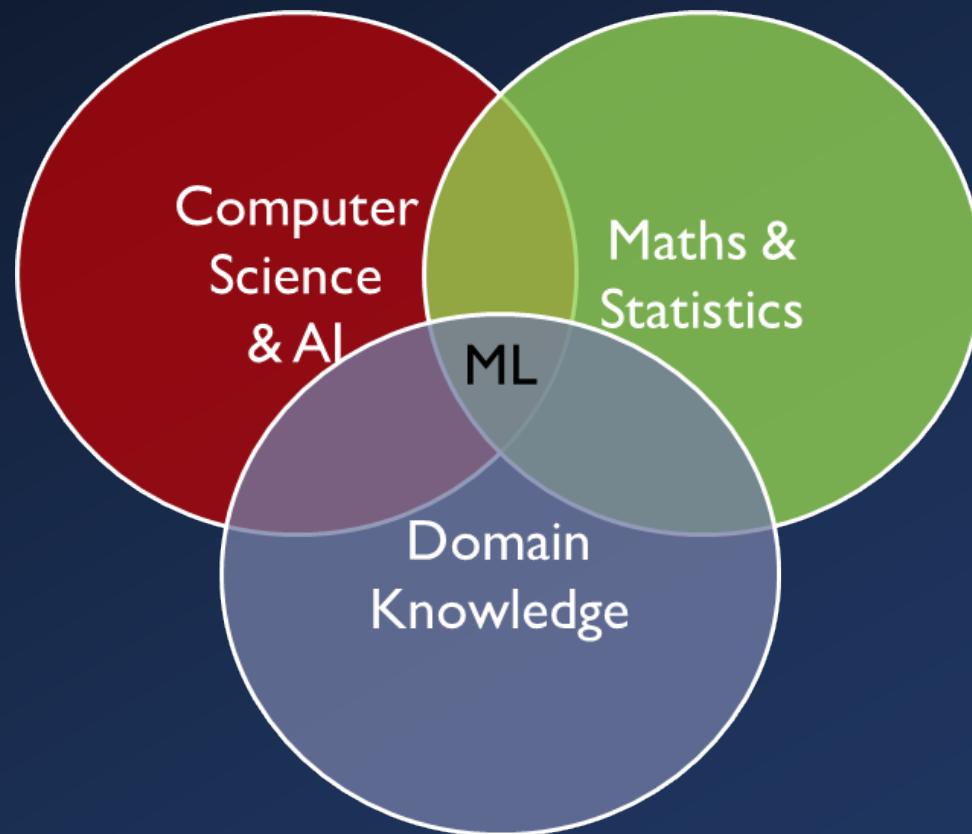 Computer
Science
& AI
Maths &
Statistics
ML
Domain
Knowledge